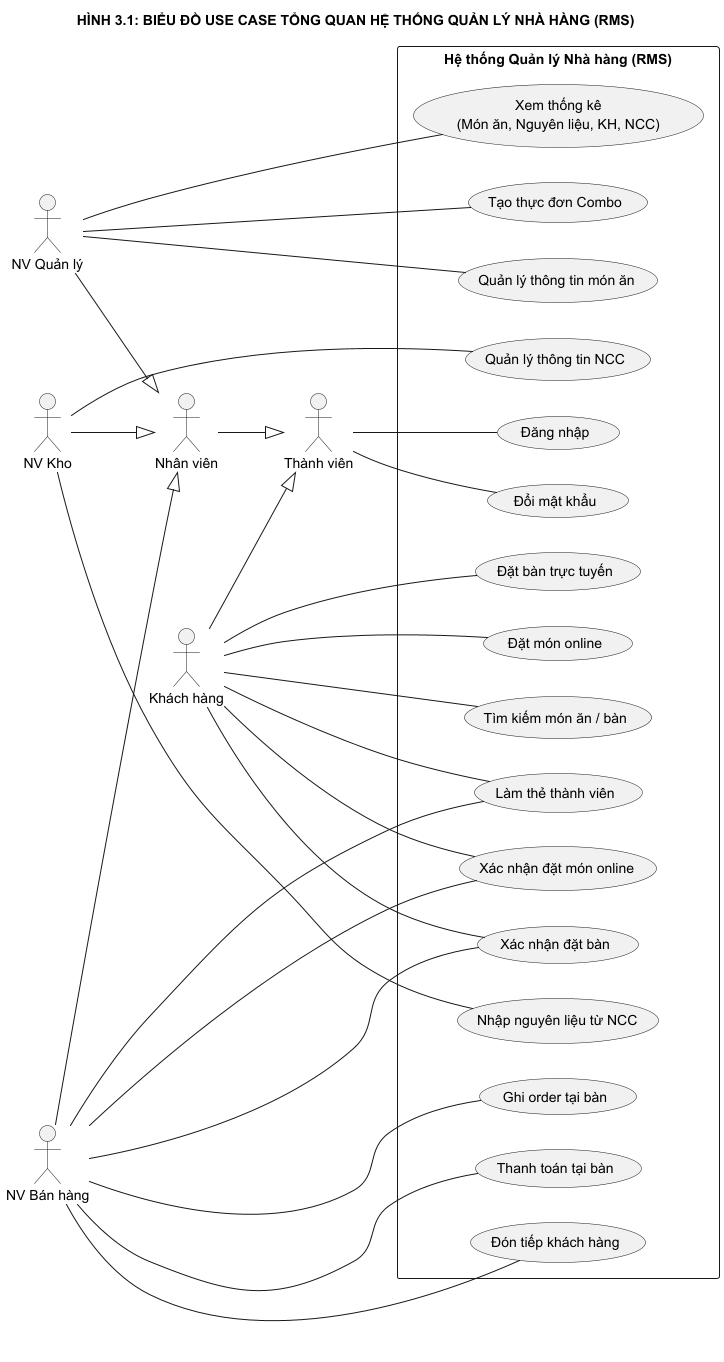 HÌNH 3.1: BIỂU ĐỒ USE CASE TỔNG QUAN HỆ THỐNG QUẢN LÝ NHÀ HÀNG (RMS)
Hệ thống Quản lý Nhà hàng (RMS)
Xem thống kê
(Món ăn, Nguyên liệu, KH, NCC)
Tạo thực đơn Combo
NV Quản lý
Quản lý thông tin món ăn
Quản lý thông tin NCC
Đăng nhập
NV Kho
Nhân viên
Thành viên
Đổi mật khẩu
Đặt bàn trực tuyến
Đặt món online
Khách hàng
Tìm kiếm món ăn / bàn
Làm thẻ thành viên
Xác nhận đặt món online
Xác nhận đặt bàn
Nhập nguyên liệu từ NCC
Ghi order tại bàn
Thanh toán tại bàn
NV Bán hàng
Đón tiếp khách hàng